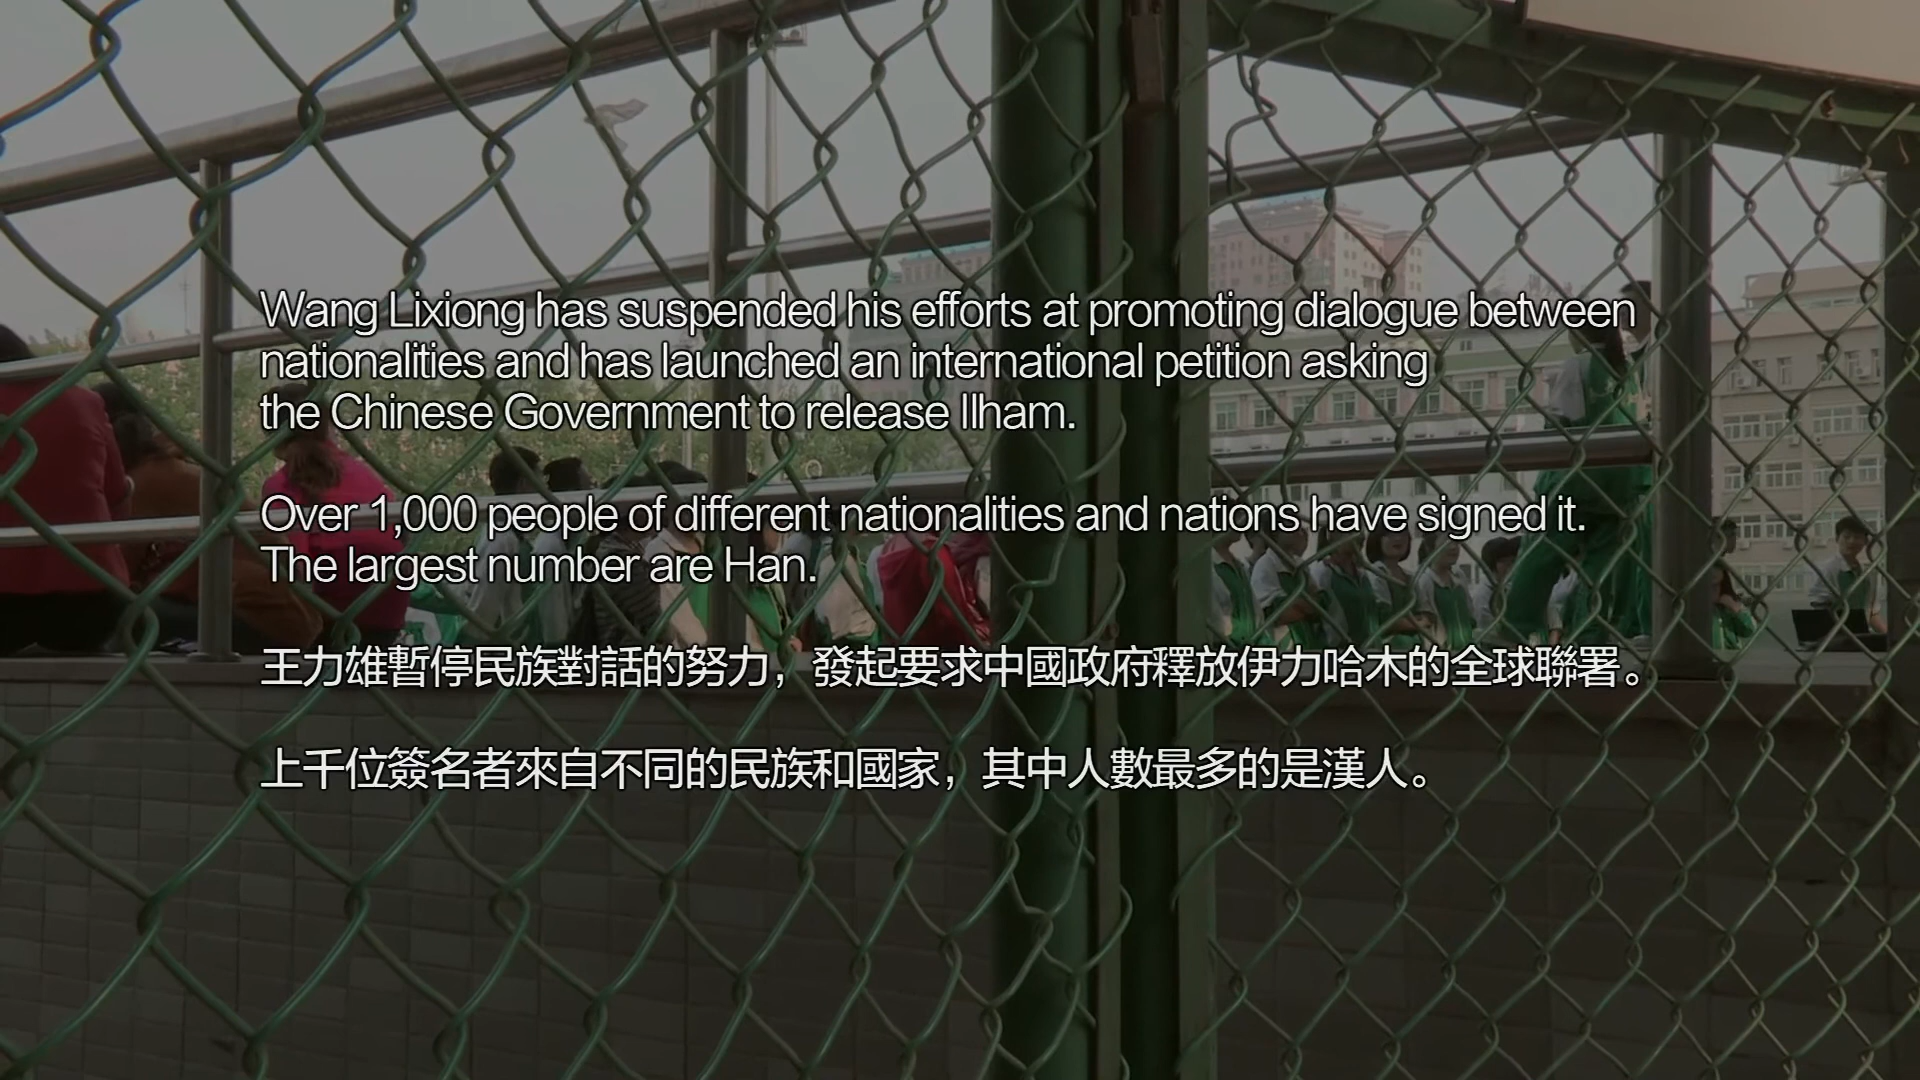 Wang Lixiong has suspended his efforts at promoting dialogue between
nationalities and has launched an international petition asking
the Chinese Government to release Ilham.
Over 1,000 people of different nationalities and nations have signed it.
The largest number are Han.
王力雄暫停民族對話的努力，發起要求中國政府釋放伊力哈木的全球聯署。
上千位簽名者來自不同的民族和國家，其中人數最多的是漢人。